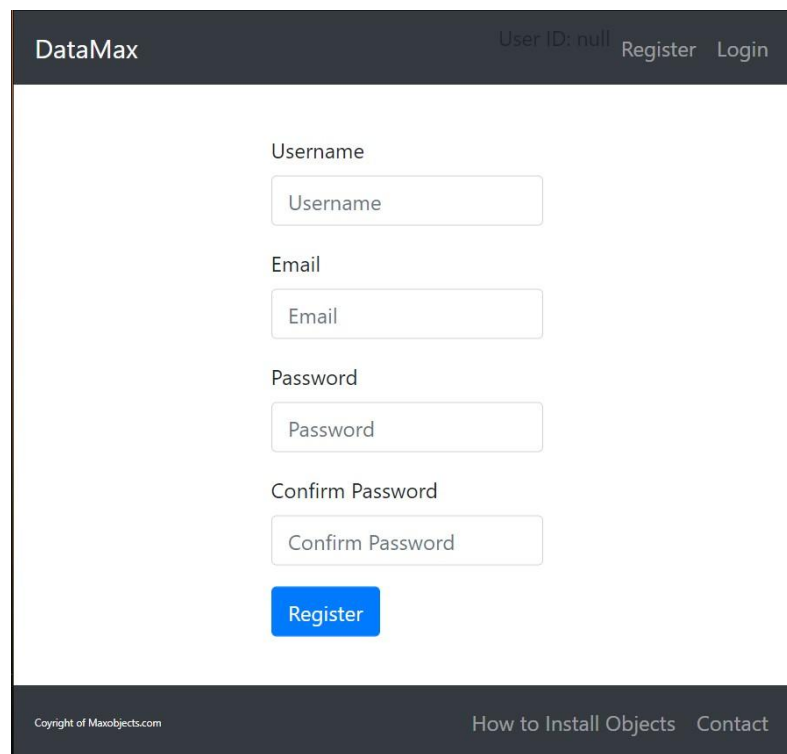 DataMax User ID: null Register Login
Username
Username
Email
Email
Password
Password
Confirm Password
Confirm Password
Register
Coyright of Maxobjects.com How to Install Objects Contact